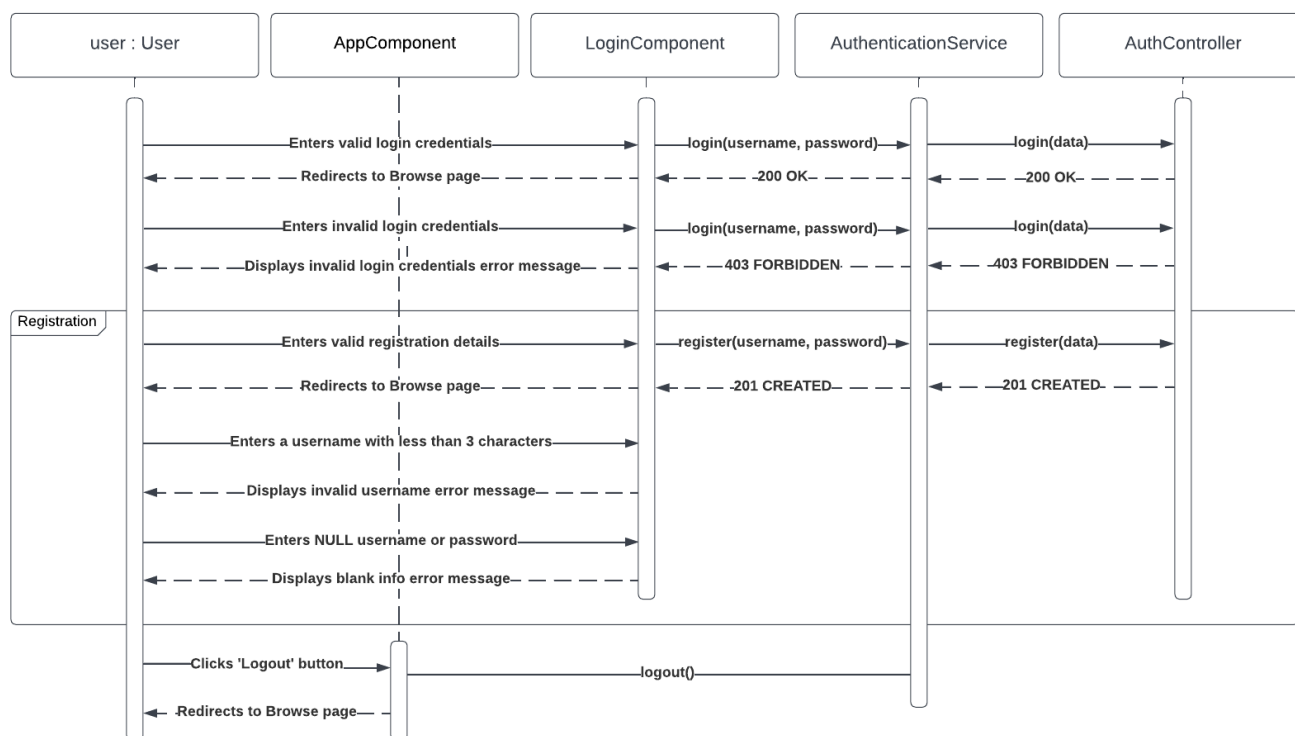 user : User
AppComponent
LoginComponent
AuthenticationService
AuthController
Enters valid login credentials
login(username, password)
login(data)
Redirects to Browse page
200 OK
200 OK
Enters invalid login credentials
login(username, password)
login(data)
Displays invalid login credentials error message
403 FORBIDDEN
403 FORBIDDEN
Registration
Enters valid registration details
register(username, password)
register(data)
Redirects to Browse page
201 CREATED
201 CREATED
Enters a username with less than 3 characters
Displays invalid username error message
Enters NULL username or password
Displays blank info error message
Clicks 'Logout' button
logout()
Redirects to Browse page